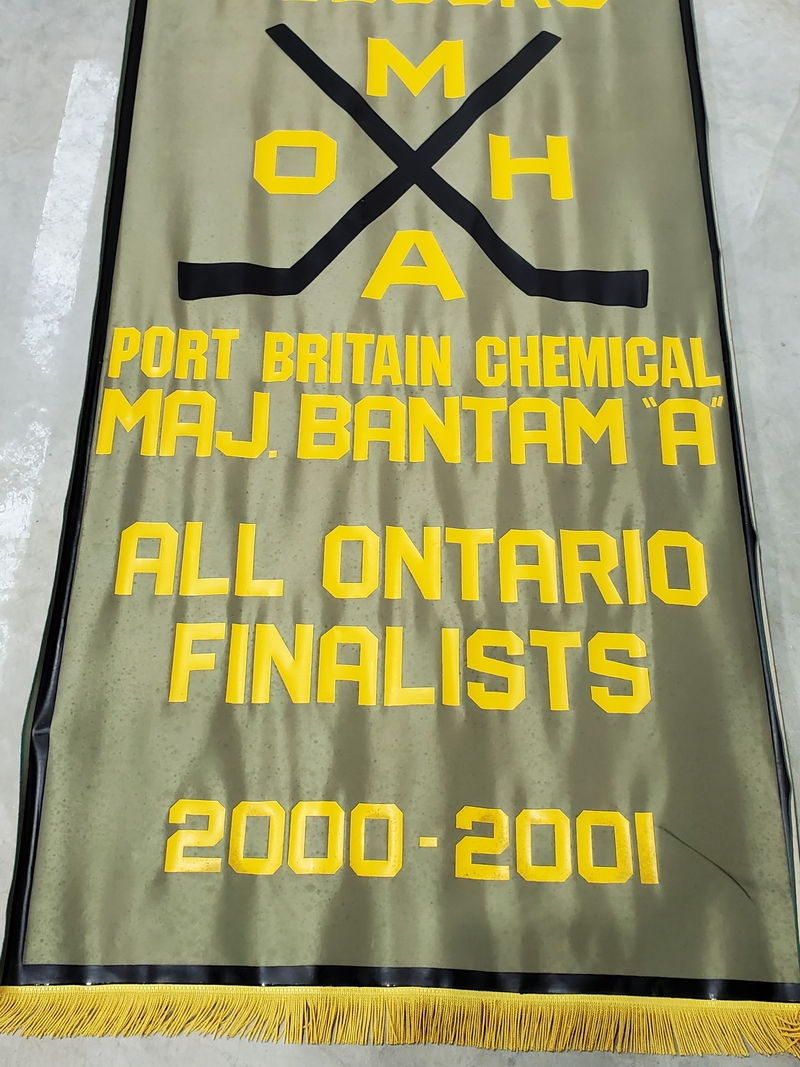 M
O H
A
PORT BRITAIN CHEMICAL
MAJ. BANTAM "A"
ALL ONTARIO
FINALISTS
2000-2001